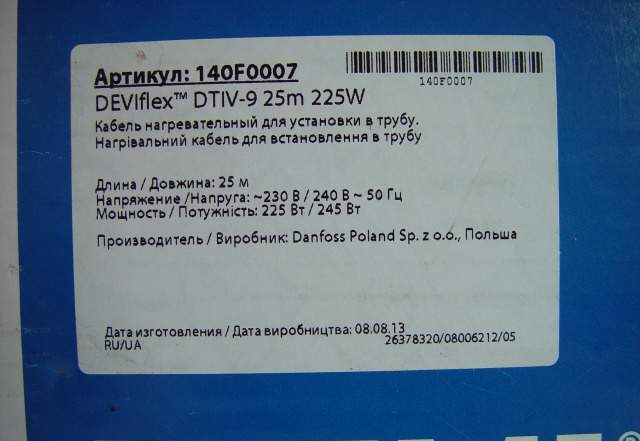 Артикул: 140F0007
140F0007
DEVIflex™ DTIV-9 25m 225W
Кабель нагревательный для установки в трубу.
Нагрівальний кабель для встановлення в трубу
Длина / Довжина: 25 м
Напряжение /Напруга: ~230 В / 240 В ~ 50 Гц
Мощность / Потужність: 225 Вт / 245 Вт
Производитель / Виробник: Danfoss Poland Sp. z o.o., Польша
Дата изготовления / Дата виробництва: 08.08.13
RU/UA
26378320/08006212/05